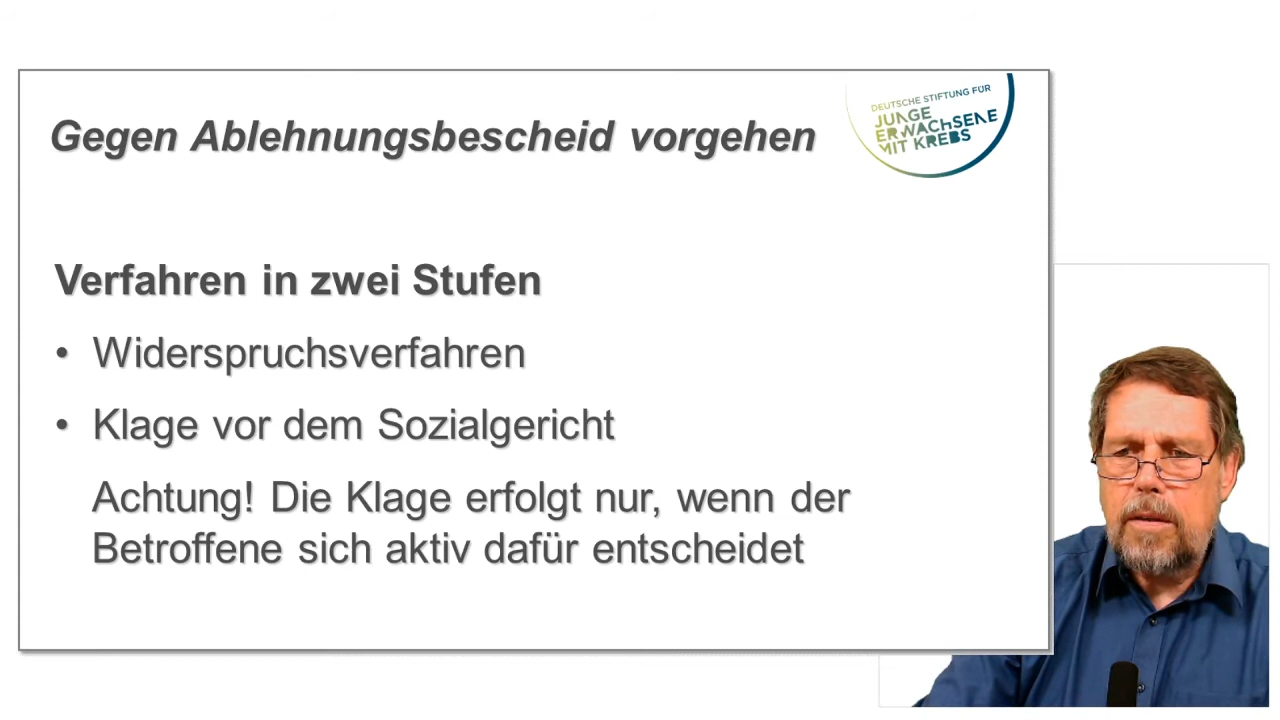 Gegen Ablehnungsbescheid vorgehen
DEUTSCHE STIFTUNG FÜR
JUNGE
ERWACHSENE
MIT KREBS
Verfahren in zwei Stufen
• Widerspruchsverfahren
• Klage vor dem Sozialgericht
Achtung! Die Klage erfolgt nur, wenn der
Betroffene sich aktiv dafür entscheidet